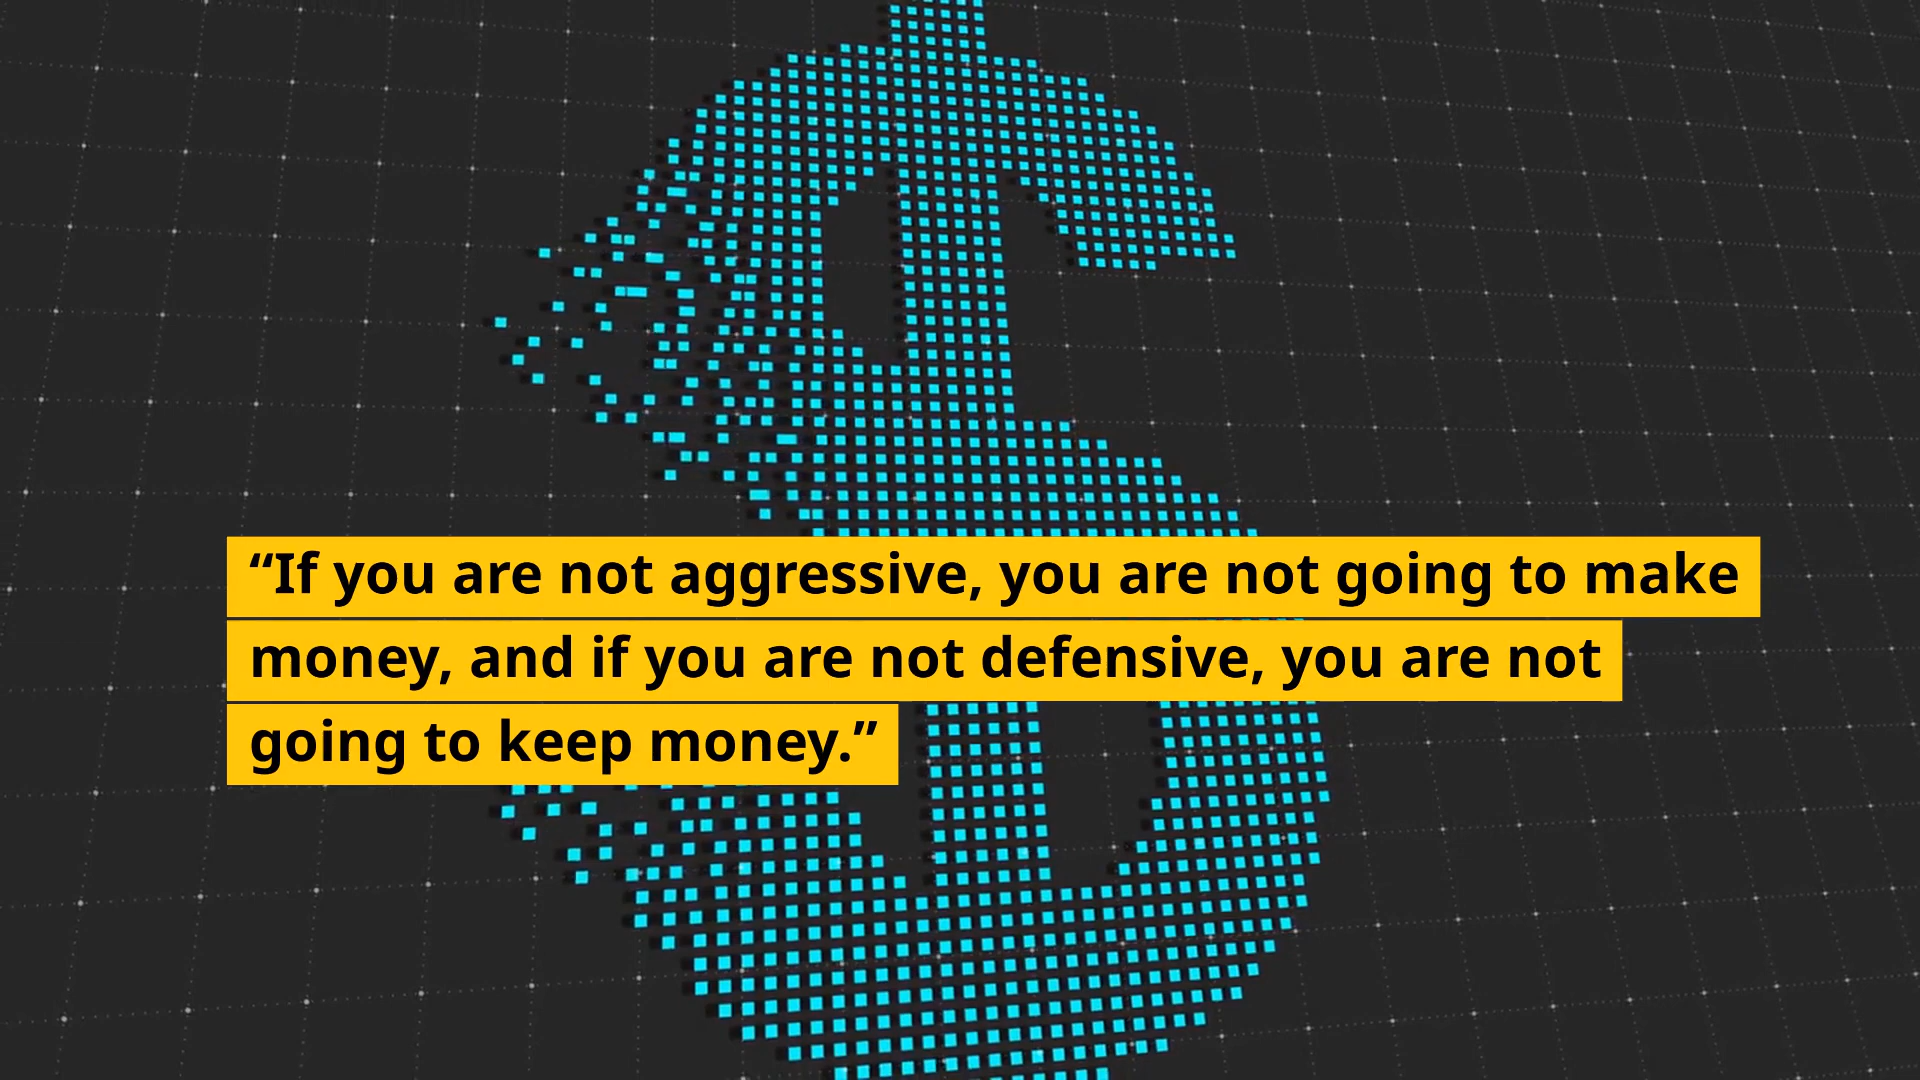 “If you are not aggressive, you are not going to make
money, and if you are not defensive, you are not
going to keep money.”